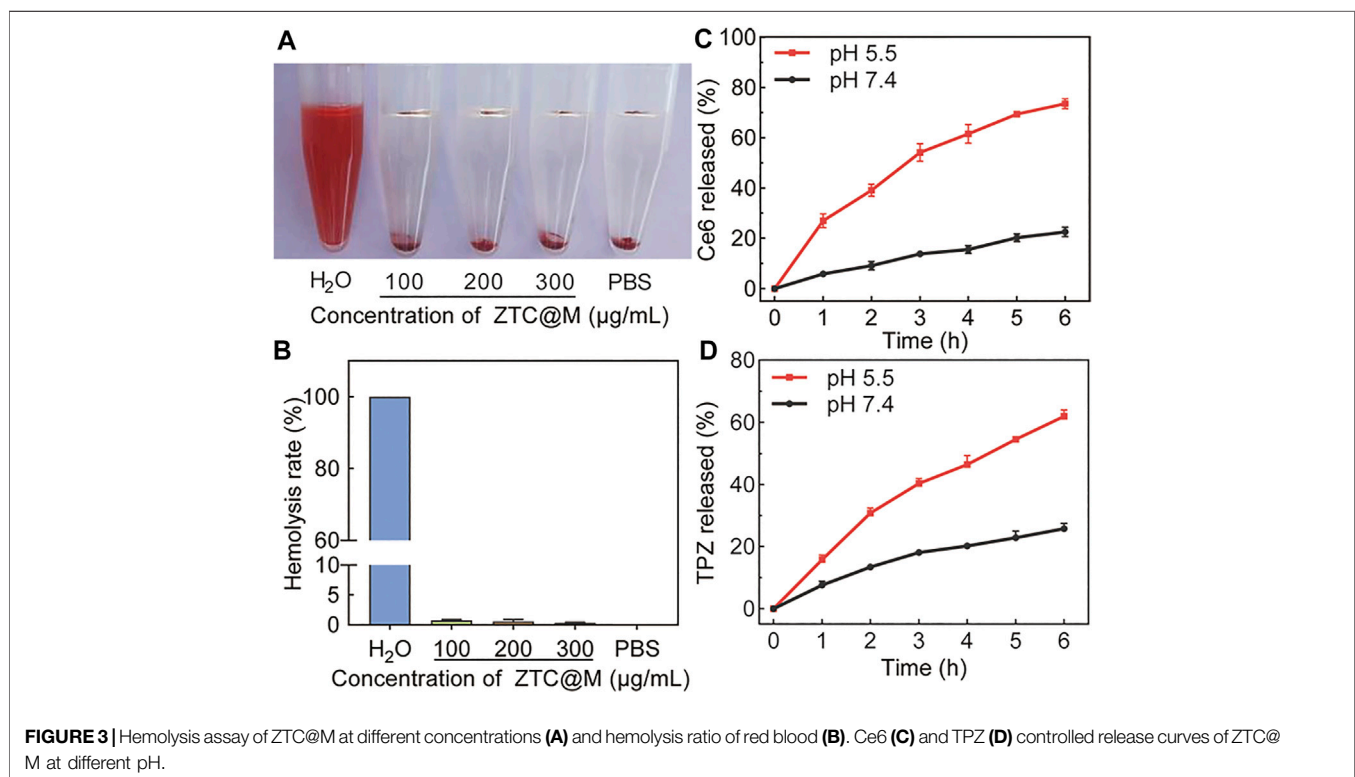 A
H₂O 100 200 300 PBS
Concentration of ZTC@M (µg/mL)
B
Hemolysis rate (%)
100
80
60
10
5
0
H₂O 100 200 300 PBS
Concentration of ZTC@M (µg/mL)
C
Ce6 released (%)
100
80
60
40
20
0
pH 5.5
pH 7.4
0 1 2 3 4 5 6
Time (h)
D
TPZ released (%)
80
60
40
20
0
pH 5.5
pH 7.4
0 1 2 3 4 5 6
Time (h)
FIGURE 3 | Hemolysis assay of ZTC@M at different concentrations (A) and hemolysis ratio of red blood (B). Ce6 (C) and TPZ (D) controlled release curves of ZTC@
M at different pH.